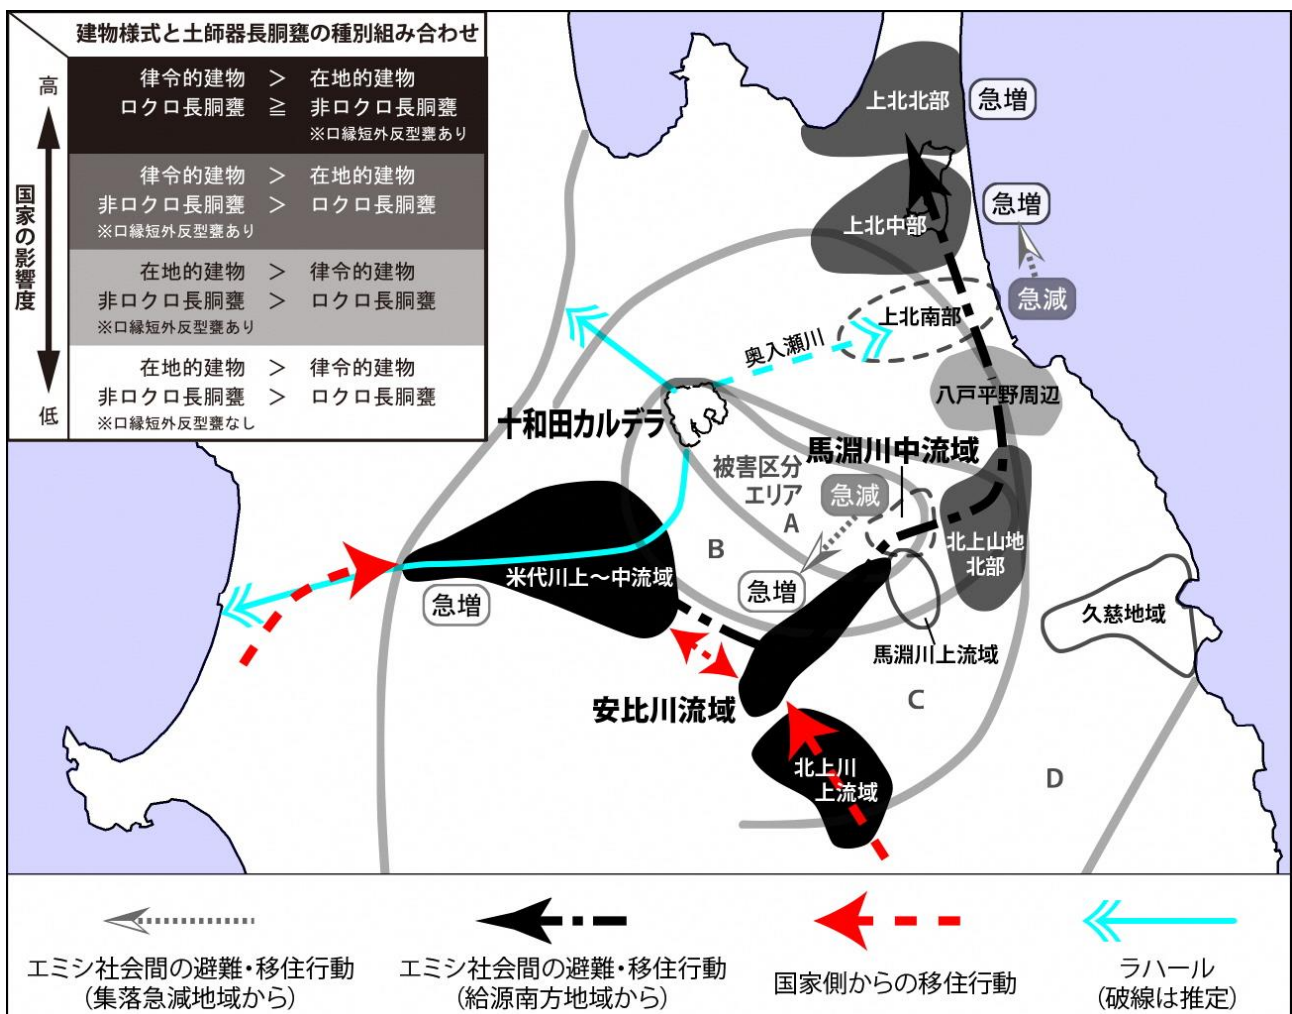 建物様式と土師器長胴甕の種別組み合わせ
高
国家の影響度
低
律令的建物 > 在地的建物
ロクロ長胴甕 ≧ 非ロクロ長胴甕
※口縁短外反型甕あり
律令的建物 > 在地的建物
非ロクロ長胴甕 > ロクロ長胴甕
※口縁短外反型甕あり
在地的建物 > 律令的建物
非ロクロ長胴甕 > ロクロ長胴甕
※口縁短外反型甕あり
在地的建物 > 律令的建物
非ロクロ長胴甕 > ロクロ長胴甕
※口縁短外反型甕なし
上北北部
急増
上北中部
急増
急減
上北南部
奥入瀬川
八戸平野周辺
十和田カルデラ
馬淵川中流域
被害区分
エリア
A
急減
B
北上山地
北部
米代川上～中流域
急増
急増
久慈地域
馬淵川上流域
安比川流域
C
北上川
上流域
D
エミシ社会間の避難・移住行動
(集落急減地域から)
エミシ社会間の避難・移住行動
(給源南方地域から)
国家側からの移住行動
ラハール
(破線は推定)